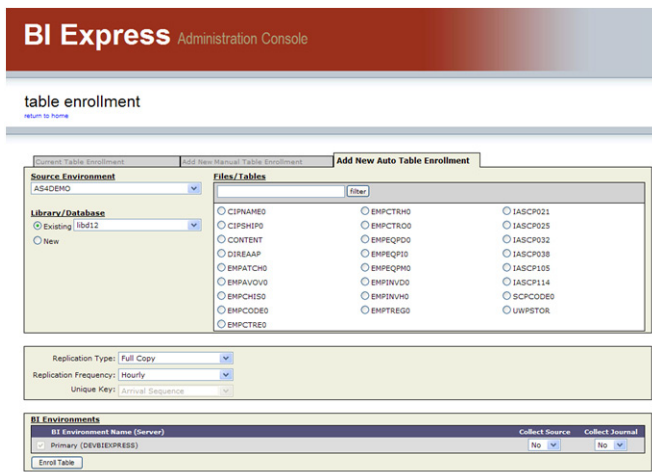 BI Express Administration Console
table enrollment
return to home
Current Table Enrollment Add New Manual Table Enrollment Add New Auto Table Enrollment
Source Environment
AS4DEMO
Library/Database
Existing libd12
New
Files/Tables
filter
CIPNAME0 EMPCTRH0 IASCP021
CIPSHIP0 EMPCTRO0 IASCP025
CONTENT EMPEQPD0 IASCP032
DIREAAP EMPEQPI0 IASCP038
EMPATCH0 EMPEQPM0 IASCP105
EMPAVOV0 EMPINVD0 IASCP114
EMPCHIS0 EMPINVH0 SCPCODE0
EMPCODE0 EMPTREG0 UWPSTOR
EMPCTRE0
Replication Type: Full Copy
Replication Frequency: Hourly
Unique Key: Arrival Sequence
BI Environments
BI Environment Name (Server) Collect Source Collect Journal
Primary (DEVBIEXPRESS) No No
Enroll Table